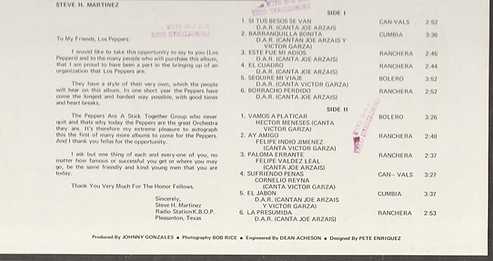 STEVE H. MARTINEZ
To My Friends, Los Peppers:
I would like to take this opportunity to say to you (Los
Peppers) and to the many people who will purchase this album,
that I am proud to have been a part in the bringing up of an
organization that Los Peppers are.
They have a style of their very own, which the people
will hear on this album. In one short year the Peppers have
come the longest and hardest way possible, with good times
and heart breaks.
The Peppers Are A Stick Together Group who never
quit and thats why today the Peppers are the great Orchestra
they are. It's therefore my extreme pleasure to autograph
this the first of many more albums to come for the Peppers.
And I thank you fellas for the opportunity.
I ask but one thing of each and every-one of you, no
matter how famous or successful you get or where you may
go, be the same friendly and kind young men that you are
today.
Thank You Very Much For The Honor Fellows.
Sincerely,
Steve H. Martinez
Radio Station K.B.O.P.
Pleasanton, Texas
SIDE I
1. SI TUS BESOS SE VAN CAN-VALS 2:52
D.A.R. (CANTA JOE ARZAIS
2. BARRANQUILLA BONITA CUMBIA 3:36
D.A.R. (CANTAN JOE ARZAIS Y
VICTOR GARZA)
3. ESTE FUE MI ADIOS RANCHERA 2:45
D.A.R. (CANTA JOE ARZAIS)
4. EL CUADRO RANCHERA 2:44
D.A.R. (CANTA JOE ARZAIS)
5. SEQUIRE MI VIAJE BOLERO 3:52
D.A.R. (CANTA VICTOR GARZA)
6. BORRACHO PERDIDO RANCHERA 2:52
D.A.R. (CANTA JOE ARZAIS)
SIDE II
1. VAMOS A PLATICAR BOLERO 3:26
HECTOR MENESES (CANTA
VICTOR GARZA)
2. AY AMIGO RANCHERA 2:48
FELIPE INDIO JIMENEZ
(CANTA VICTOR GARZA)
3. PALOMA ERRANTE RANCHERA 2:37
FELIPE VALDEZ LEAL
(CANTA JOE ARZAIS)
4. SUFRIENDO PENAS CAN- VALS 3:27
CORNELIO REYNA
(CANTA VICTOR GARZA)
5. EL JABON CUMBIA 3:37
D.A.R. (CANTAN JOE ARZAIS
Y VICTOR GARZA)
6. LA PRESUMIDA RANCHERA 2:53
D.A.R. (CANTA JOE ARZAIS)
Produced By JOHNNY GONZALES • Photography BOB RICE • Engineered By DEAN ACHESON • Designed By PETE ENRIQUEZ